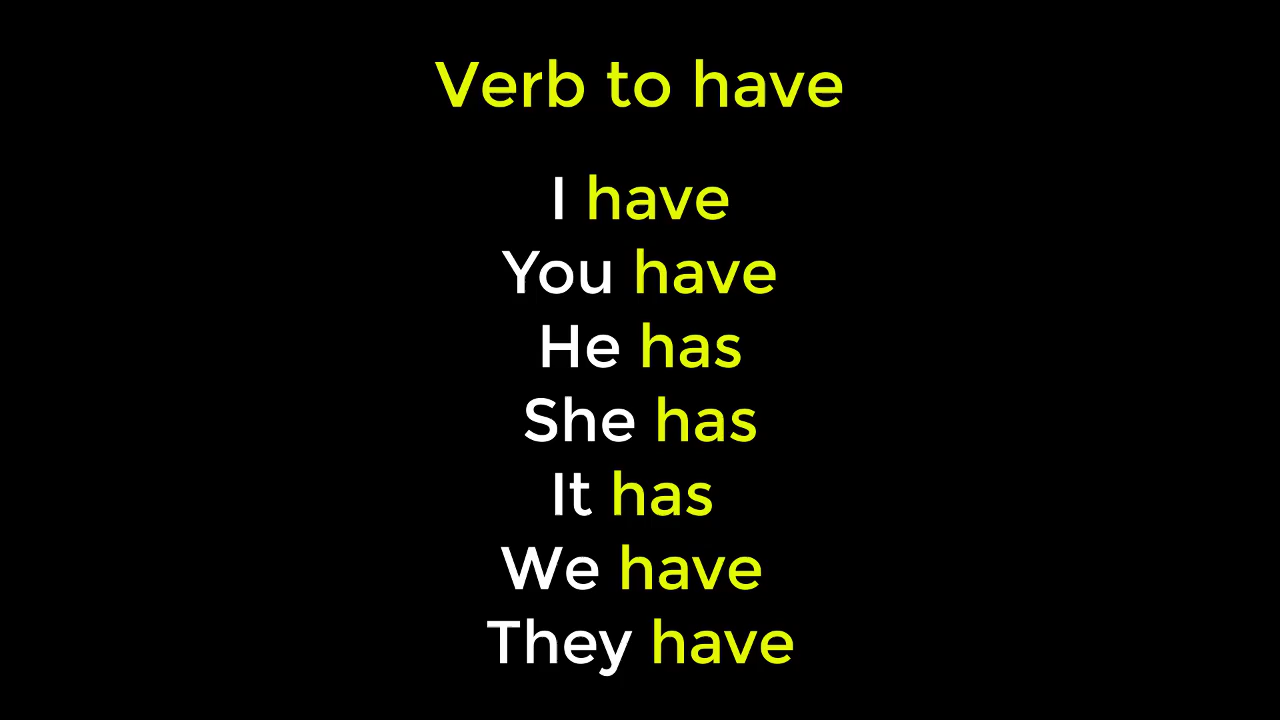 Verb to have
I have
You have
He has
She has
It has
We have
They have